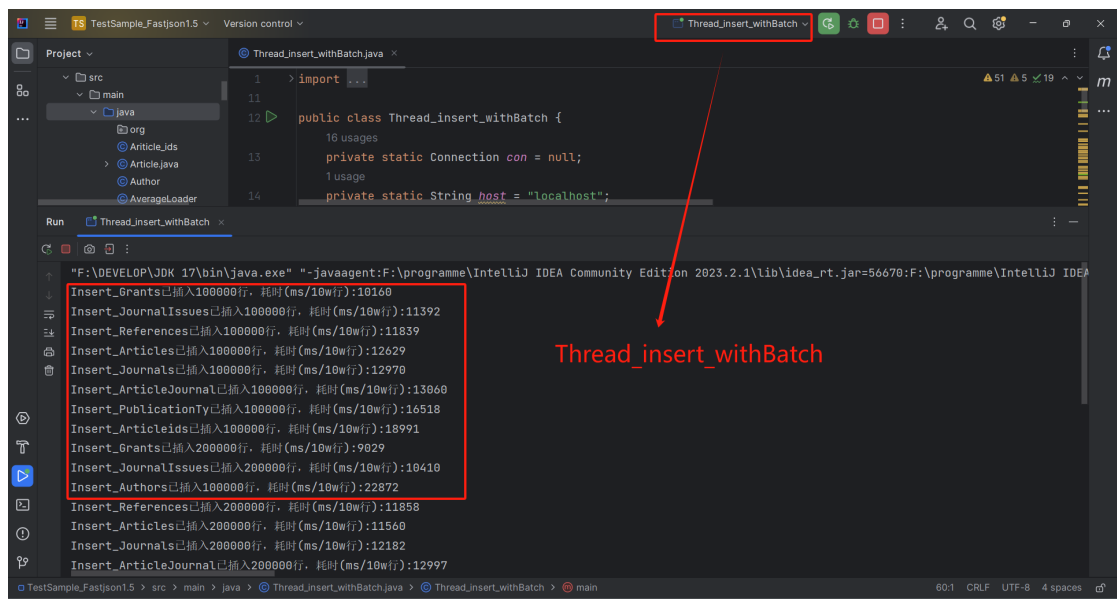 TS TestSample_Fastjson1.5 Version control Thread_insert_withBatch
Project
Thread_insert_withBatch.java
src
main
java
org
Ariticle_ids
Article.java
Author
AverageLoader
51 5 19
1 import ...
11
12 public class Thread_insert_withBatch {
16 usages
13 private static Connection con = null;
1 usage
14 private static String host = "localhost";
m
Run Thread_insert_withBatch
"F:\DEVELOP\JDK 17\bin\java.exe" "-javaagent:F:\programme\IntelliJ IDEA Community Edition 2023.2.1\lib\idea_rt.jar=56670:F:\programme\IntelliJ IDEA
Insert_Grants已插入100000行，耗时(ms/10w行):10160
Insert_JournalIssues已插入100000行，耗时(ms/10w行):11392
Insert_References已插入100000行，耗时(ms/10w行):11839
Insert_Articles已插入100000行，耗时(ms/10w行):12629
Insert_Journals已插入100000行，耗时(ms/10w行):12970
Insert_ArticleJournal已插入100000行，耗时(ms/10w行):13060
Insert_PublicationTy已插入100000行，耗时(ms/10w行):16518
Insert_Articleids已插入100000行，耗时(ms/10w行):18991
Insert_Grants已插入200000行，耗时(ms/10w行):9029
Insert_JournalIssues已插入200000行，耗时(ms/10w行):10410
Insert_Authors已插入100000行，耗时(ms/10w行):22872
Insert_References已插入200000行，耗时(ms/10w行):11858
Insert_Articles已插入200000行，耗时(ms/10w行):11560
Insert_Journals已插入200000行，耗时(ms/10w行):12182
Insert_ArticleJournal已插入200000行，耗时(ms/10w行):12997
Thread_insert_withBatch
TestSample_Fastjson1.5 > src > main > java > Thread_insert_withBatch.java > Thread_insert_withBatch > main
60:1 CRLF UTF-8 4 spaces